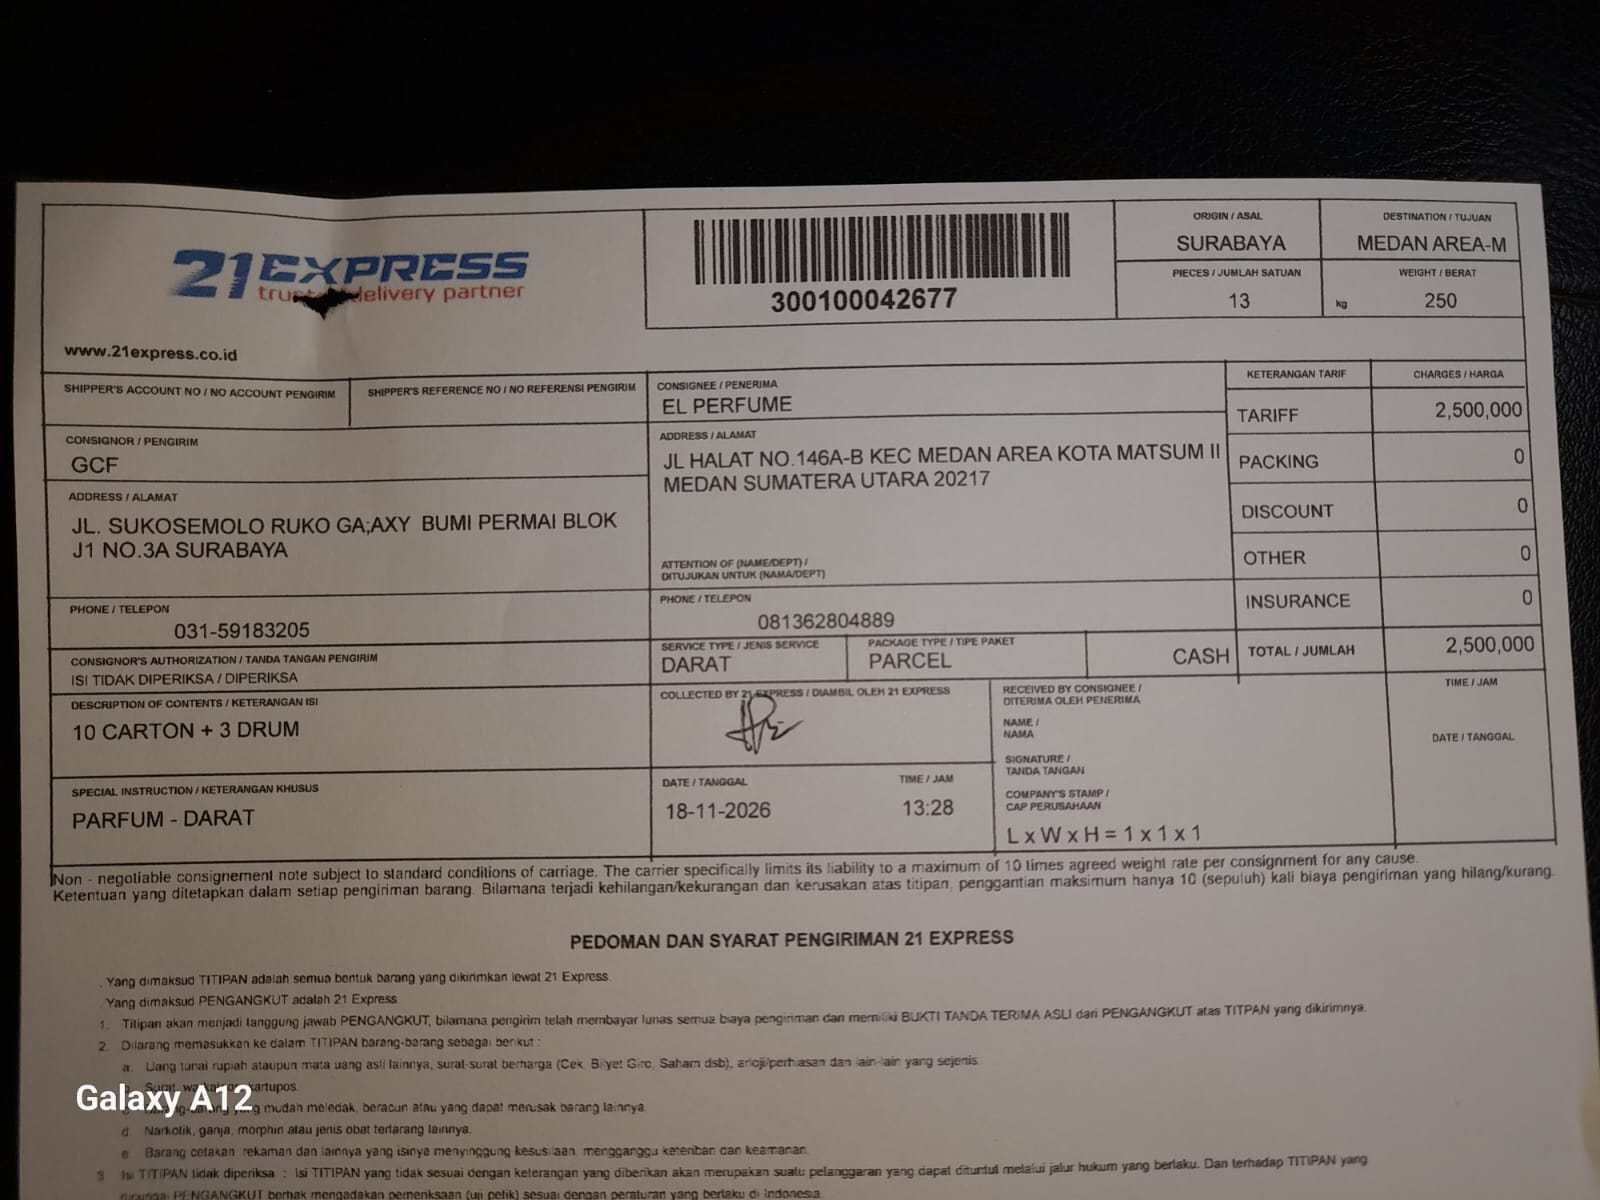 21EXPRESS
delivery partner
www.21express.co.id
300100042677
ORIGIN / ASAL
SURABAYA
DESTINATION / TUJUAN
MEDAN AREA-M
PIECES / JUMLAH SATUAN
13
WEIGHT / BERAT
kg 250
SHIPPER'S ACCOUNT NO / NO ACCOUNT PENGIRIM
SHIPPER'S REFERENCE NO / NO REFERENSI PENGIRIM
CONSIGNOR / PENGIRIM
GCF
ADDRESS / ALAMAT
JL. SUKOSEMOLO RUKO GA;AXY BUMI PERMAI BLOK
J1 NO.3A SURABAYA
PHONE / TELEPON
031-59183205
CONSIGNOR'S AUTHORIZATION / TANDA TANGAN PENGIRIM
ISI TIDAK DIPERIKSA / DIPERIKSA
DESCRIPTION OF CONTENTS / KETERANGAN ISI
10 CARTON + 3 DRUM
SPECIAL INSTRUCTION / KETERANGAN KHUSUS
PARFUM - DARAT
CONSIGNEE / PENERIMA
EL PERFUME
ADDRESS / ALAMAT
JL HALAT NO.146A-B KEC MEDAN AREA KOTA MATSUM II
MEDAN SUMATERA UTARA 20217
ATTENTION OF (NAME/DEPT) /
DITUJUKAN UNTUK (NAMA/DEPT)
PHONE / TELEPON
081362804889
SERVICE TYPE / JENIS SERVICE
DARAT
PACKAGE TYPE / TIPE PAKET
PARCEL
CASH
COLLECTED BY 21 EXPRESS / DIAMBIL OLEH 21 EXPRESS
DATE / TANGGAL
18-11-2026
TIME / JAM
13:28
RECEIVED BY CONSIGNEE /
DITERIMA OLEH PENERIMA
NAME /
NAMA
SIGNATURE /
TANDA TANGAN
COMPANY'S STAMP /
CAP PERUSAHAAN
L x W x H = 1 x 1 x 1
KETERANGAN TARIF
CHARGES / HARGA
TARIFF 2,500,000
PACKING 0
DISCOUNT 0
OTHER 0
INSURANCE 0
TOTAL / JUMLAH 2,500,000
TIME / JAM
DATE / TANGGAL
Non - negotiable consignement note subject to standard conditions of carriage. The carrier specifically limits its liability to a maximum of 10 times agreed weight rate per consignment for any cause.
Ketentuan yang ditetapkan dalam setiap pengiriman barang. Bilamana terjadi kehilangan/kekurangan dan kerusakan atas titipan, penggantian maksimum hanya 10 (sepuluh) kali biaya pengiriman yang hilang/kurang.
PEDOMAN DAN SYARAT PENGIRIMAN 21 EXPRESS
. Yang dimaksud TITIPAN adalah semua bentuk barang yang dikirimkan lewat 21 Express.
. Yang dimaksud PENGANGKUT adalah 21 Express
1. Titipan akan menjadi tanggung jawab PENGANGKUT, bilamana pengirim telah membayar lunas semua biaya pengiriman dan memiliki BUKTI TANDA TERIMA ASLI dari PENGANGKUT atas TITPAN yang dikirimnya.
2. Dilarang memasukkan ke dalam TITIPAN barang-barang sebagai berikut :
a. Uang tunai rupiah ataupun mata uang asli lainnya, surat-surat berharga (Cek, Bilyet Giro, Saham dsb), arloji/perhiasan dan lain-lain yang sejenis.
Surat kartupos.
yang mudah meledak, beracun atau yang dapat merusak barang lainnya.
d. Narkotik, ganja, morphin atau jenis obat terlarang lainnya.
e Barang cetakan, rekaman dan lainnya yang isinya menyinggung kesusilaan, mengganggu ketertiban dan keamanan.
3. Isi TITIPAN tidak diperiksa : Isi TITIPAN yang tidak sesuai dengan keterangan yang diberikan akan merupakan suatu pelanggaran yang dapat dituntut melalui jalur hukum yang berlaku. Dan terhadap TITIPAN yang
PENGANGKUT berhak mengadakan pemeriksaan (uji petik) sesuai dengan peraturan yang berlaku di Indonesia.
Galaxy A12